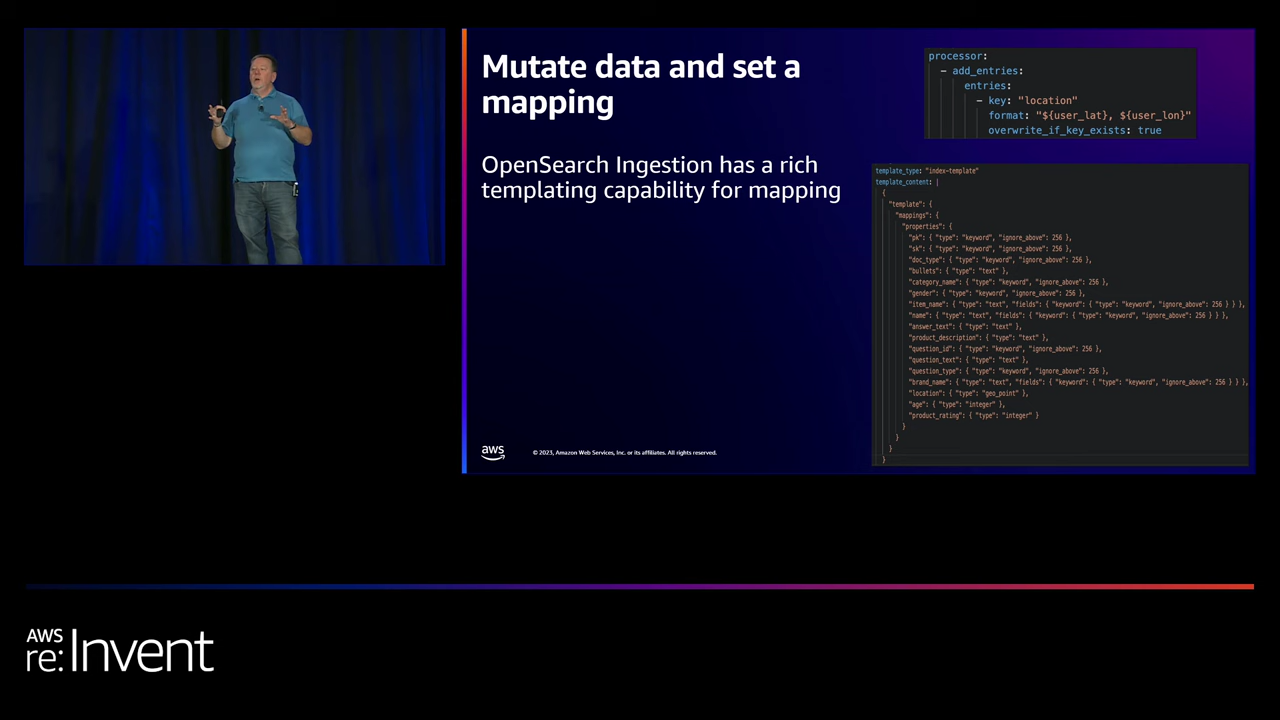 Mutate data and set a
mapping
OpenSearch Ingestion has a rich
templating capability for mapping
processor:
- add_entries:
entries:
- key: "location"
format: "${user_lat}, ${user_lon}"
overwrite_if_key_exists: true
template_type: "index-template"
template_content: |
{
"template": {
"mappings": {
"properties": {
"pk": { "type": "keyword", "ignore_above": 256 },
"sk": { "type": "keyword", "ignore_above": 256 },
"doc_type": { "type": "keyword", "ignore_above": 256 },
"bullets": { "type": "text" },
"category_name": { "type": "keyword", "ignore_above": 256 },
"gender": { "type": "keyword", "ignore_above": 256 },
"item_name": { "type": "text", "fields": { "keyword": { "type": "keyword", "ignore_above": 256 } } },
"name": { "type": "text", "fields": { "keyword": { "type": "keyword", "ignore_above": 256 } } },
"answer_text": { "type": "text" },
"product_description": { "type": "text" },
"question_id": { "type": "keyword", "ignore_above": 256 },
"question_text": { "type": "text" },
"question_type": { "type": "keyword", "ignore_above": 256 },
"brand_name": { "type": "text", "fields": { "keyword": { "type": "keyword", "ignore_above": 256 } } },
"location": { "type": "geo_point" },
"age": { "type": "integer" },
"product_rating": { "type": "integer" }
}
}
}
}
aws
© 2023, Amazon Web Services, Inc. or its affiliates. All rights reserved.
AWS
re:Invent